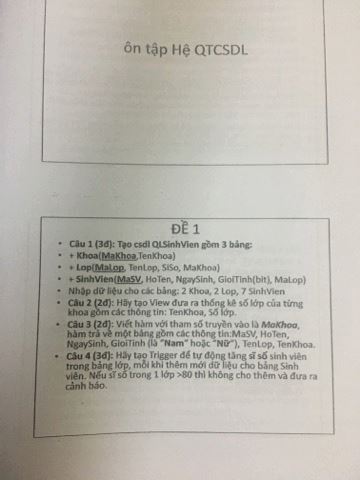 ôn tập Hệ QTCSDL
ĐỀ 1
• Câu 1 (3đ): Tạo csdl QLSinhVien gồm 3 bảng:
• + Khoa(MaKhoa,TenKhoa)
• + Lop(MaLop, TenLop, SiSo, MaKhoa)
• + SinhVien(MaSV, HoTen, NgaySinh, GioiTinh(bit), MaLop)
• Nhập dữ liệu cho các bảng: 2 Khoa, 2 Lop, 7 SinhVien
• Câu 2 (2đ): Hãy tạo View đưa ra thống kê số lớp của từng
khoa gồm các thông tin: TenKhoa, Số lớp.
• Câu 3 (2đ): Viết hàm với tham số truyền vào là MaKhoa,
hàm trả về một bảng gồm các thông tin:MaSV, HoTen,
NgaySinh, GioiTinh (là "Nam" hoặc "Nữ"), TenLop, TenKhoa.
• Câu 4 (3đ): Hãy tạo Trigger để tự động tăng sĩ số sinh viên
trong bảng lớp, mỗi khi thêm mới dữ liệu cho bảng Sinh
viên. Nếu sĩ số trong 1 lớp >80 thì không cho thêm và đưa ra
cảnh báo.